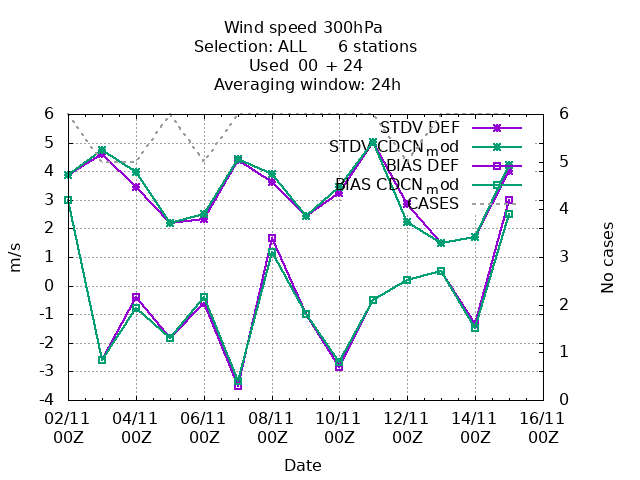 Wind speed 300hPa
Selection: ALL 6 stations
Used 00 + 24
Averaging window: 24h
STDV DEF
STDV CDCN_mod
BIAS DEF
BIAS CDCN_mod
CASES
6
5
4
3
2
1
0
-1
-2
-3
-4
m/s
6
5
4
3
2
1
0
No cases
02/11 04/11 06/11 08/11 10/11 12/11 14/11 16/11
00Z 00Z 00Z 00Z 00Z 00Z 00Z 00Z
Date